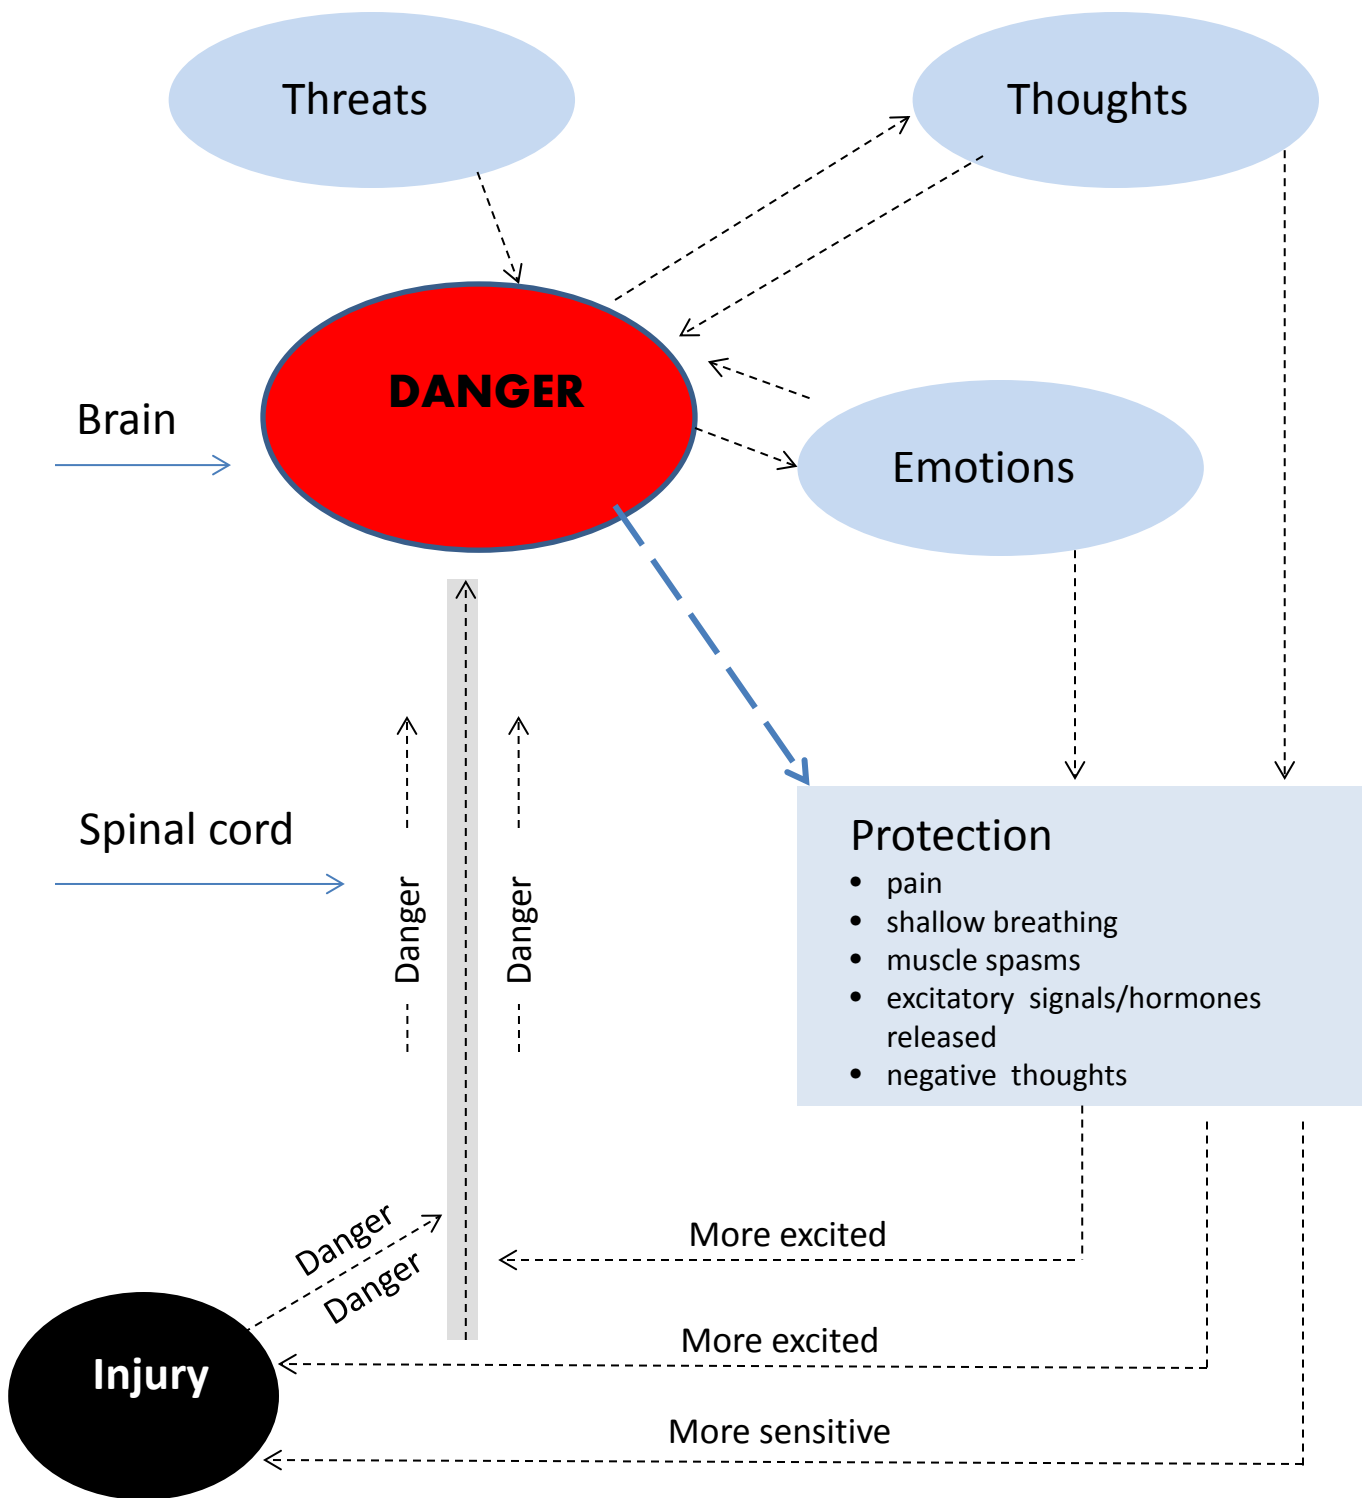 Threats
Thoughts
DANGER
Brain
Emotions
Spinal cord
Danger
Danger
Protection
• pain
• shallow breathing
• muscle spasms
• excitatory signals/hormones
released
• negative thoughts
Danger
Danger
More excited
More excited
Injury
More sensitive